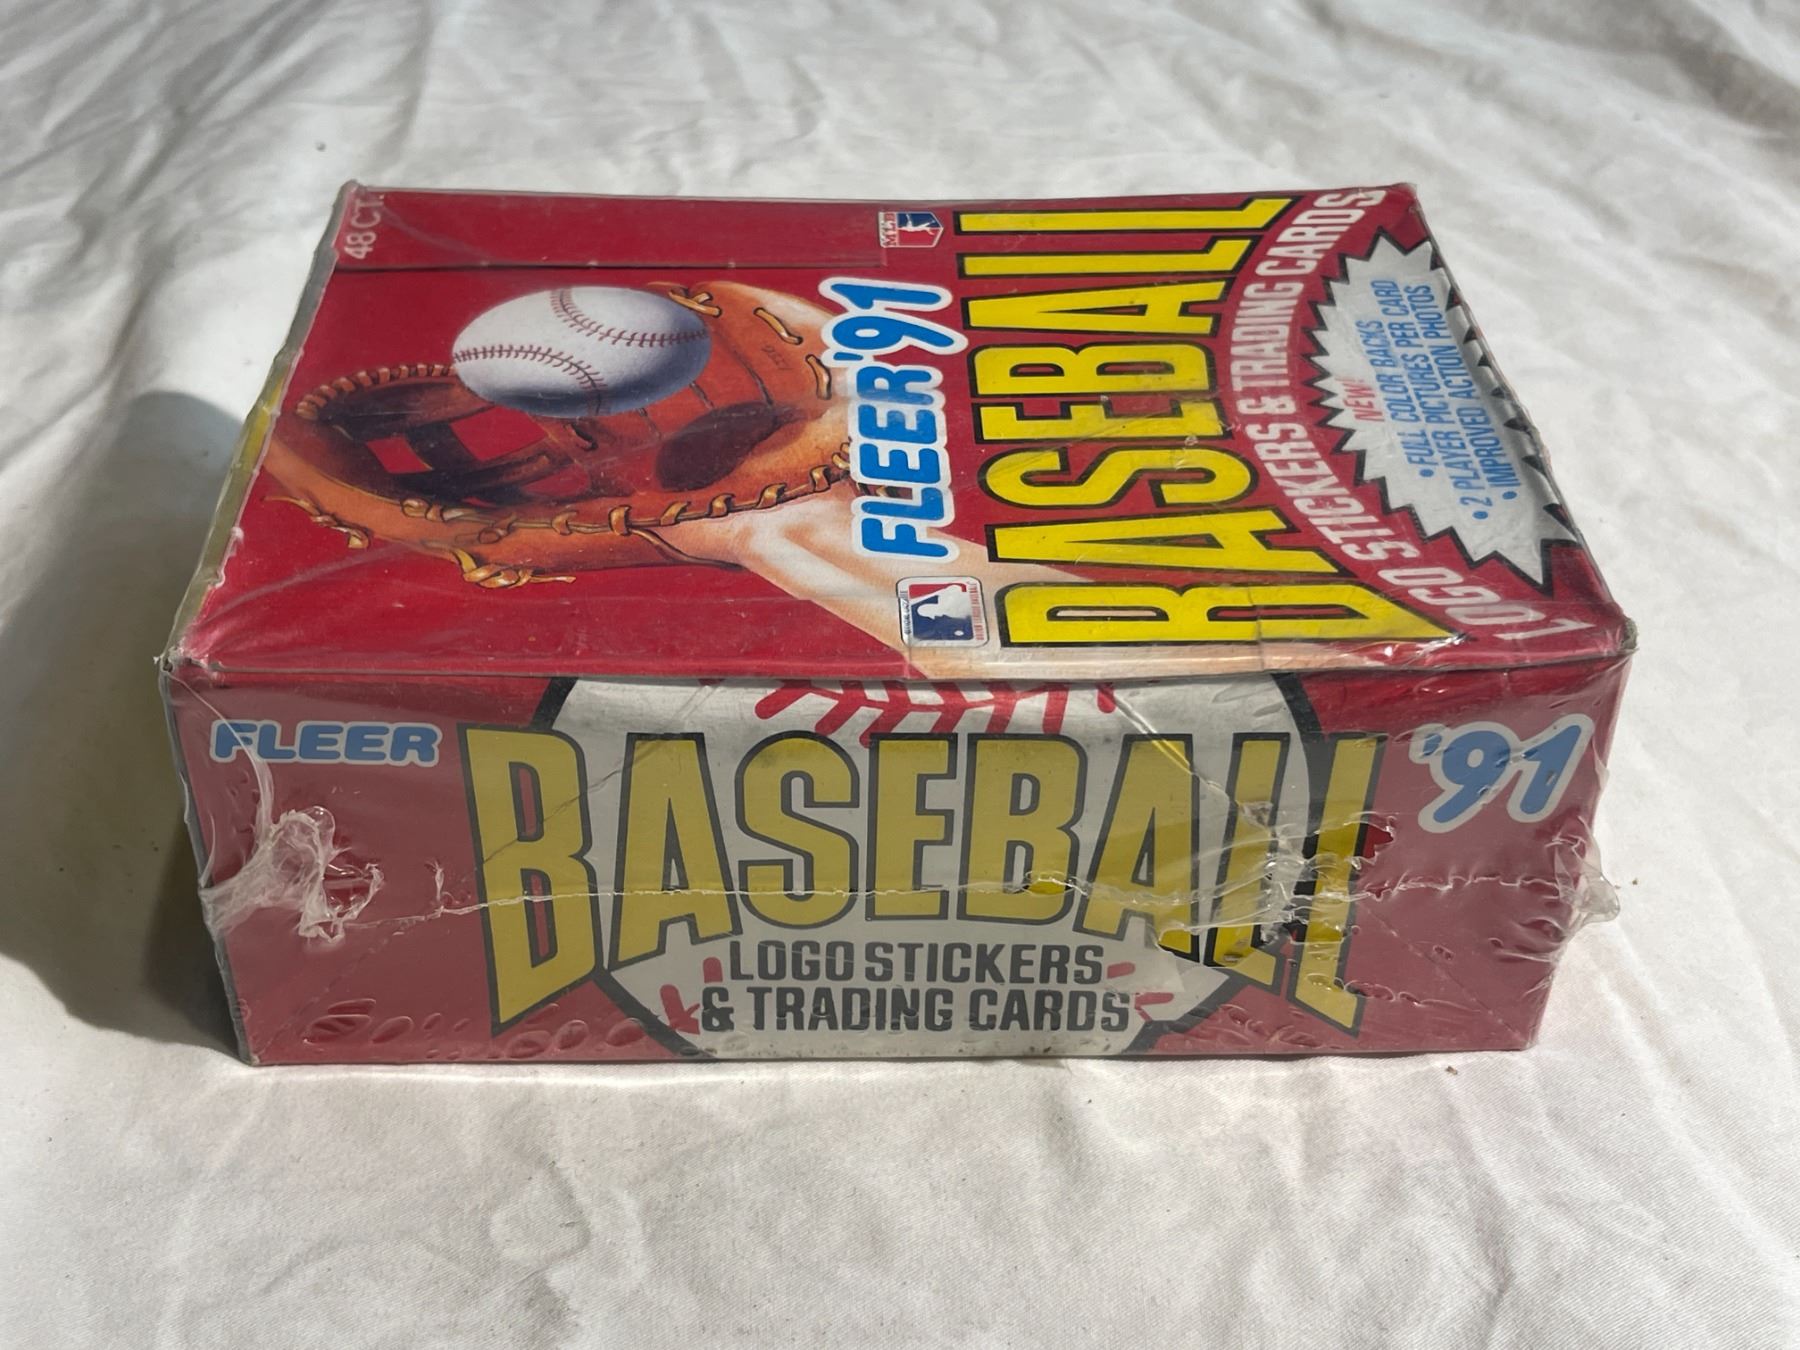 48 CT.
FLEER '91
BASEBALL
LOGO STICKERS & TRADING CARDS
NEW!
• FULL COLOR BACKS
• 2 PLAYER PICTURES PER CARD
• IMPROVED ACTION PHOTOS
FLEER
BASEBALL
'91
LOGO STICKERS
& TRADING CARDS